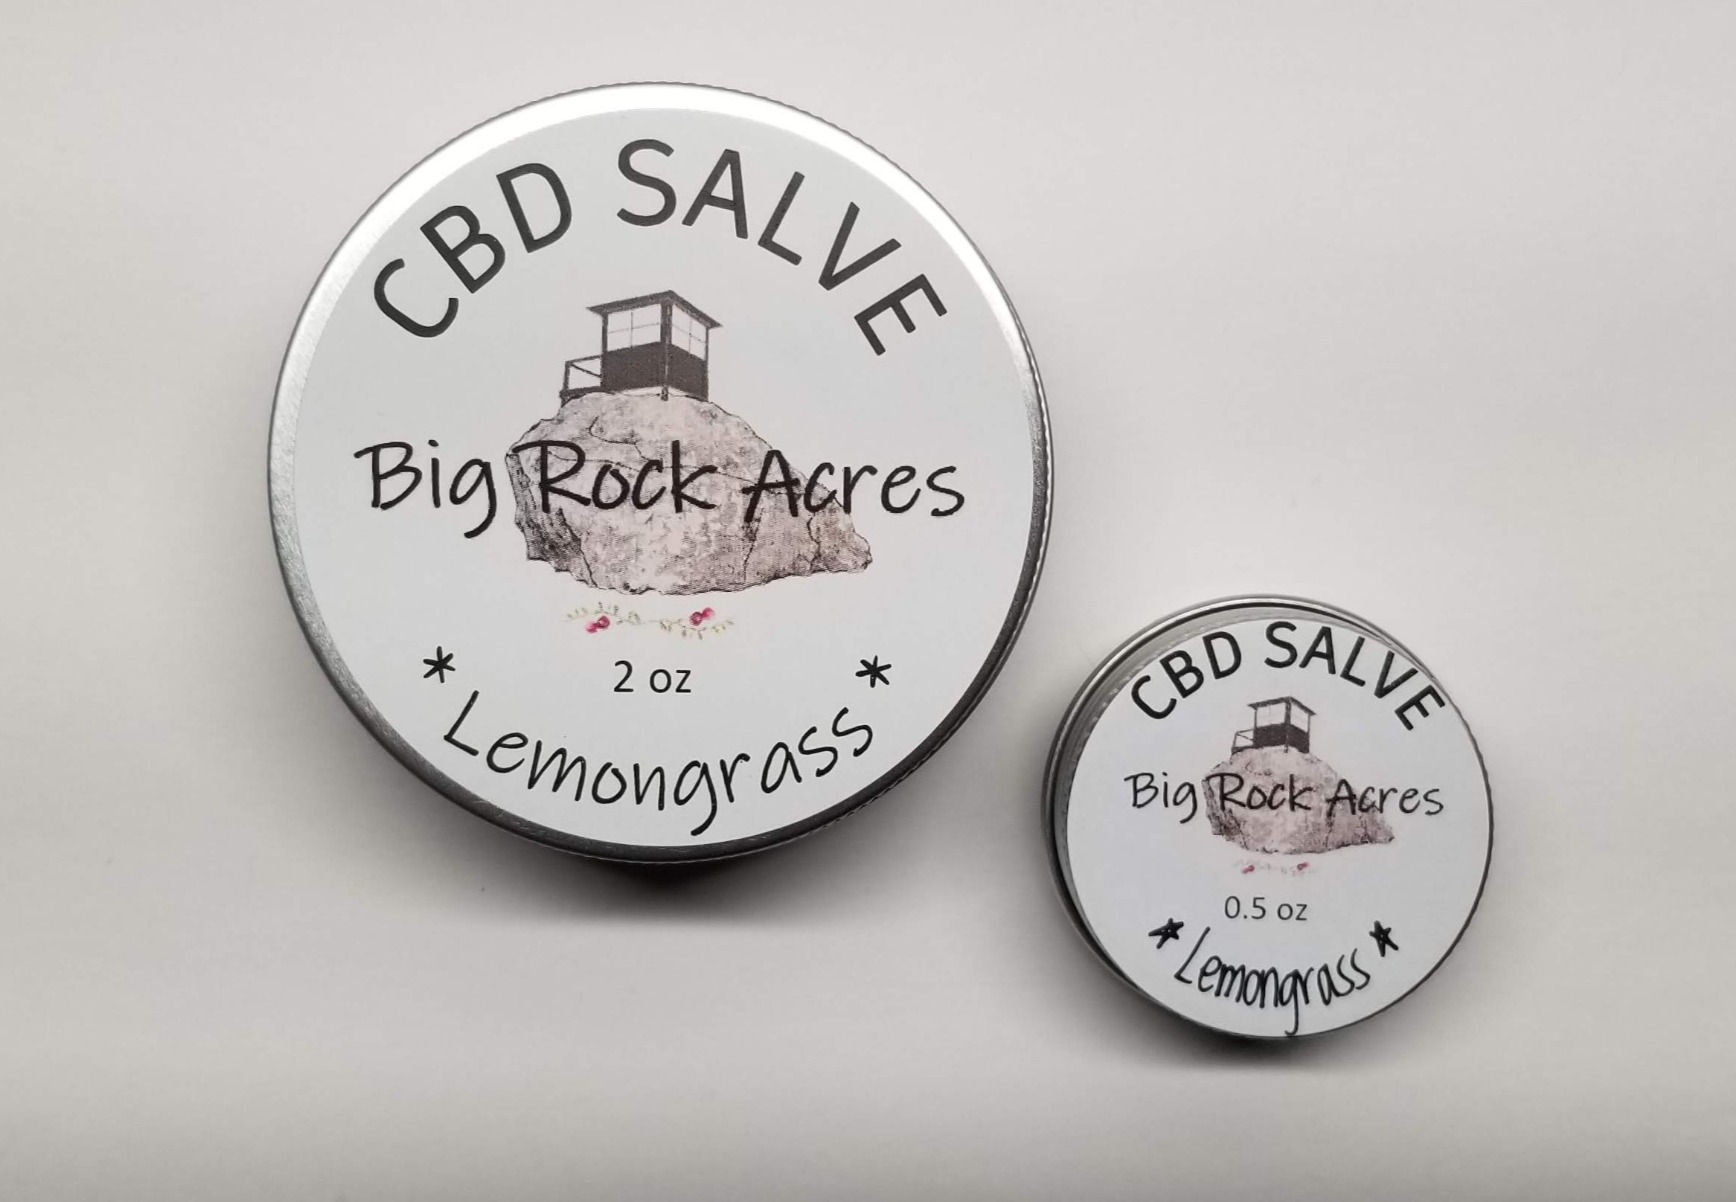 CBD SALVE
Big Rock Acres
2 oz
* Lemongrass *
CBD SALVE
Big Rock Acres
0.5 oz
* Lemongrass *